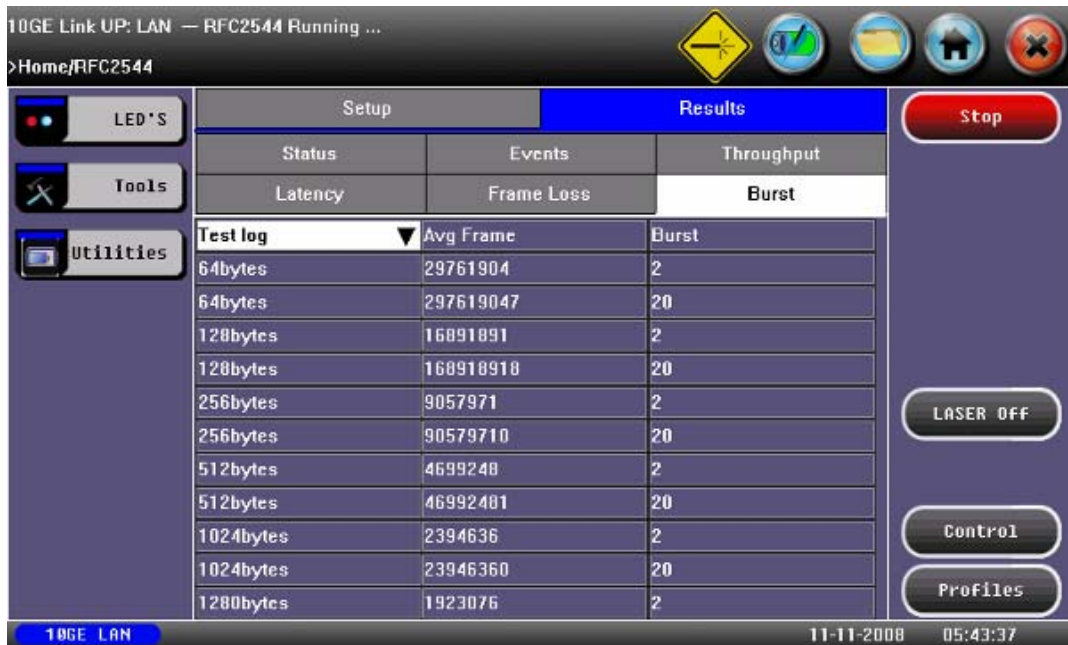 10GE Link UP: LAN — RFC2544 Running ...
>Home/RFC2544
LED'S
Tools
Utilities
Setup Results
Status Events Throughput
Latency Frame Loss Burst
Test log Avg Frame Burst
64bytes 29761904 2
64bytes 297619047 20
128bytes 16891891 2
128bytes 168918918 20
256bytes 9057971 2
256bytes 90579710 20
512bytes 4699248 2
512bytes 46992481 20
1024bytes 2394636 2
1024bytes 23946360 20
1280bytes 1923076 2
Stop
LASER Off
Control
Profiles
10GE LAN 11-11-2008 05:43:37